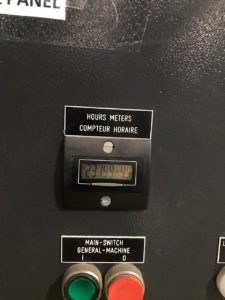 PANEL
HOURS METERS
COMPTEUR HORAIRE
MAIN-SWITCH
GENERAL-MACHINE
I O